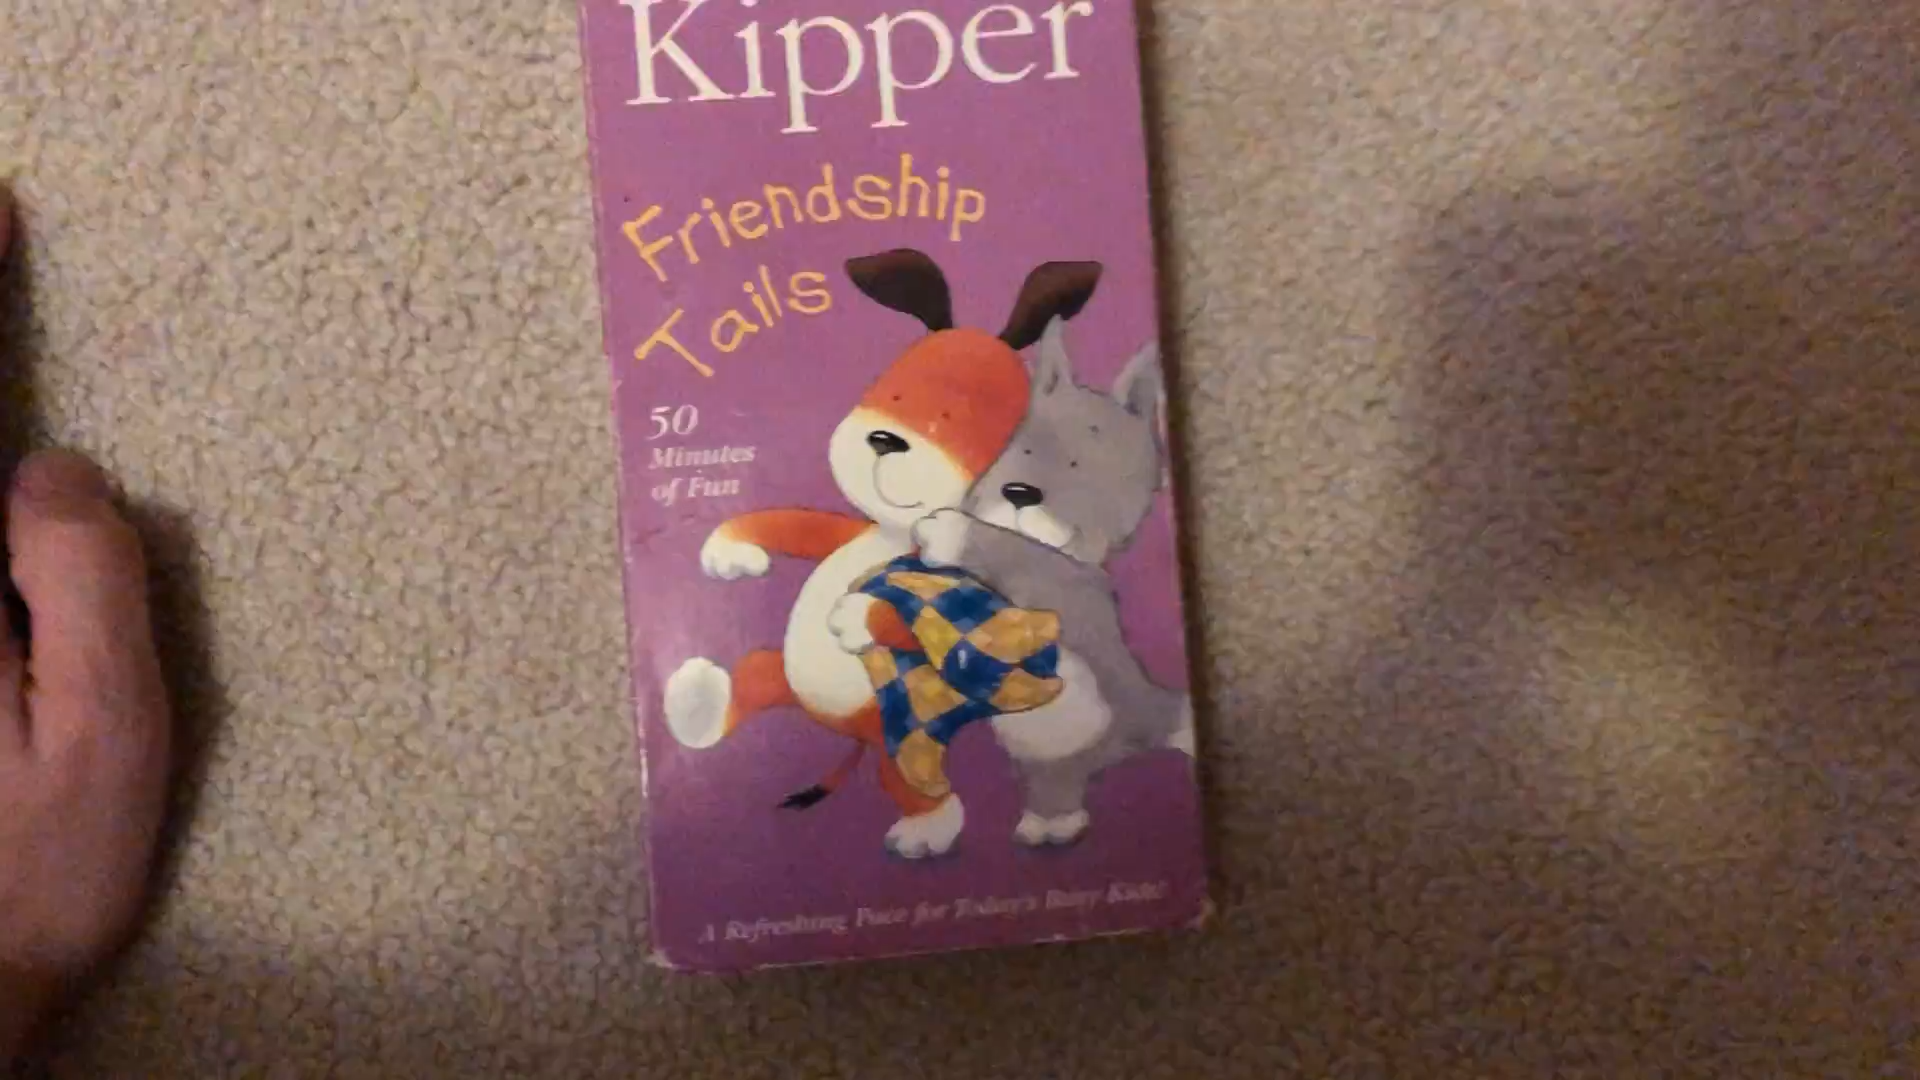 Kipper
Friendship
Tails
50
Minutes
of Fun
A Refreshing Pace for Today's Busy Kids!